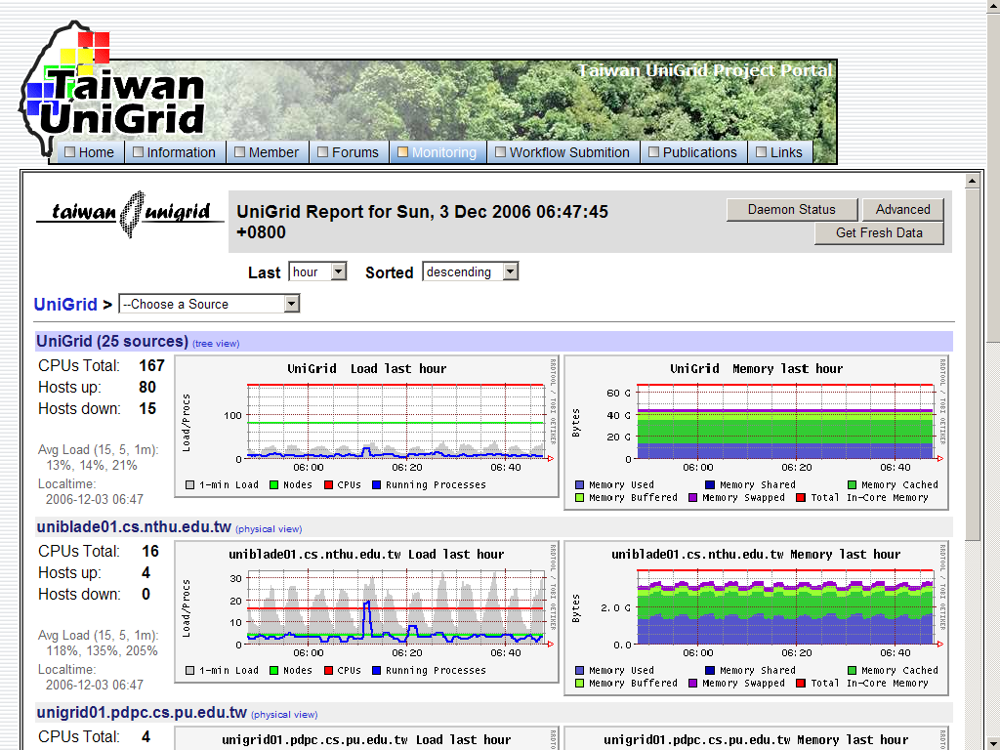 Taiwan UniGrid Project Portal
Taiwan
UniGrid
Home Information Member Forums Monitoring Workflow Submition Publications Links
taiwan unigrid
UniGrid Report for Sun, 3 Dec 2006 06:47:45
+0800
Daemon Status Advanced
Get Fresh Data
Last hour Sorted descending
UniGrid > --Choose a Source
UniGrid (25 sources) (tree view)
CPUs Total: 167
Hosts up: 80
Hosts down: 15
Avg Load (15, 5, 1m):
13%, 14%, 21%
Localtime:
2006-12-03 06:47
UniGrid Load last hour
Load/Procs
100
0
06:00 06:20 06:40
1-min Load Nodes CPUs Running Processes
RRDTOOL / TOBI OETIKER
UniGrid Memory last hour
Bytes
60 G
40 G
20 G
0
06:00 06:20 06:40
Memory Used Memory Shared Memory Cached
Memory Buffered Memory Swapped Total In-Core Memory
RRDTOOL / TOBI OETIKER
uniblade01.cs.nthu.edu.tw (physical view)
CPUs Total: 16
Hosts up: 4
Hosts down: 0
Avg Load (15, 5, 1m):
118%, 135%, 205%
Localtime:
2006-12-03 06:47
uniblade01.cs.nthu.edu.tw Load last hour
Load/Procs
30
20
10
0
06:00 06:20 06:40
1-min Load Nodes CPUs Running Processes
RRDTOOL / TOBI OETIKER
uniblade01.cs.nthu.edu.tw Memory last hour
Bytes
2.0 G
0.0
06:00 06:20 06:40
Memory Used Memory Shared Memory Cached
Memory Buffered Memory Swapped Total In-Core Memory
RRDTOOL / TOBI OETIKER
unigrid01.pdpc.cs.pu.edu.tw (physical view)
CPUs Total: 4
unigrid01.pdpc.cs.pu.edu.tw Load last hour
unigrid01.pdpc.cs.pu.edu.tw Memory last hour